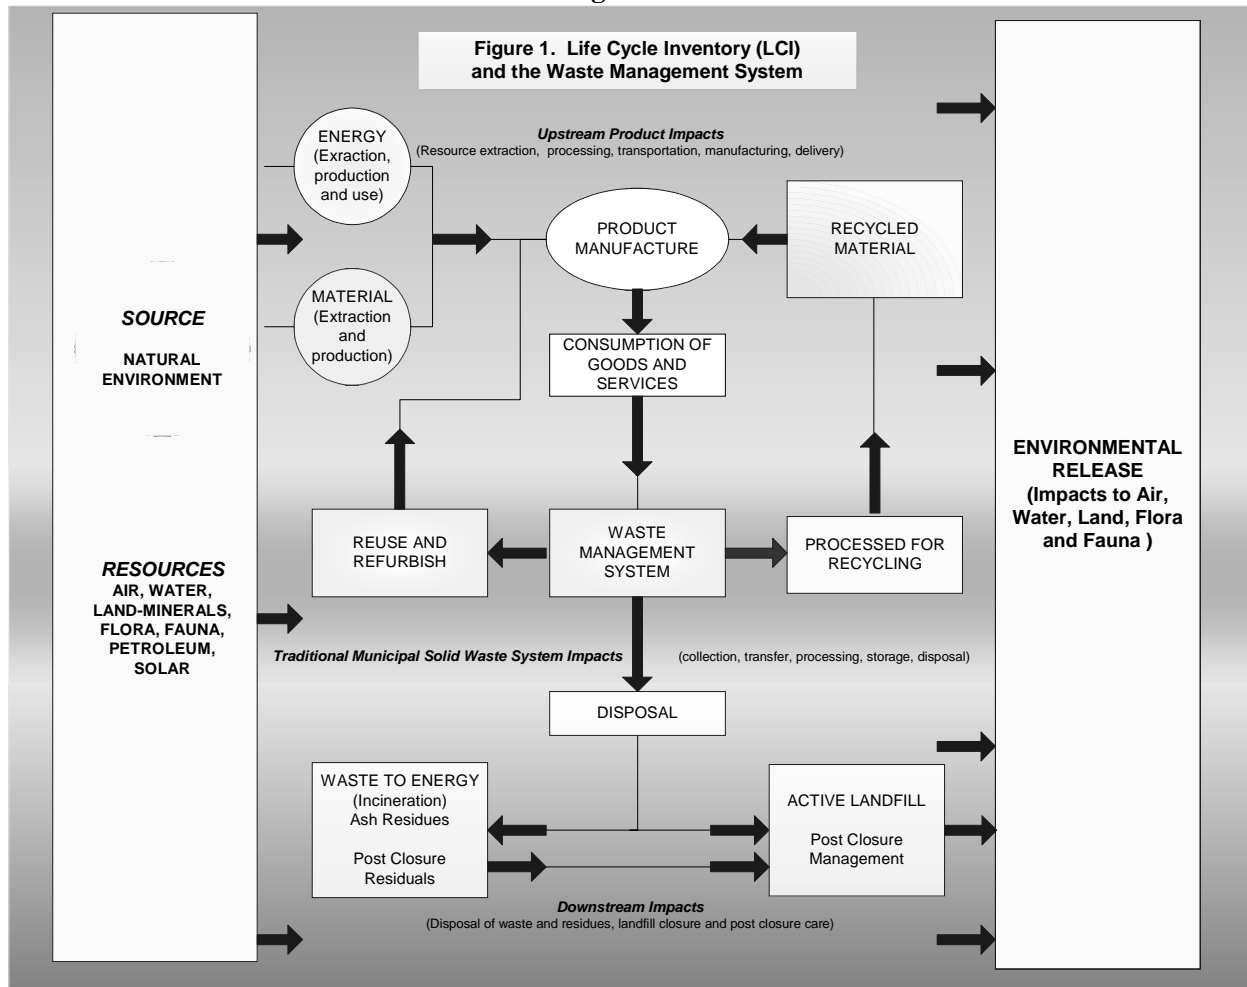 Figure 1. Life Cycle Inventory (LCI)
and the Waste Management System
ENERGY
(Exraction,
production
and use)
Upstream Product Impacts
(Resource extraction, processing, transportation, manufacturing, delivery)
PRODUCT
MANUFACTURE
RECYCLED
MATERIAL
MATERIAL
(Extraction
and
production)
SOURCE
NATURAL
ENVIRONMENT
CONSUMPTION OF
GOODS AND
SERVICES
ENVIRONMENTAL
RELEASE
(Impacts to Air,
Water, Land, Flora
and Fauna )
REUSE AND
REFURBISH
WASTE
MANAGEMENT
SYSTEM
PROCESSED FOR
RECYCLING
RESOURCES
AIR, WATER,
LAND-MINERALS,
FLORA, FAUNA,
PETROLEUM,
SOLAR
Traditional Municipal Solid Waste System Impacts
(collection, transfer, processing, storage, disposal)
DISPOSAL
WASTE TO ENERGY
(Incineration)
Ash Residues
Post Closure
Residuals
ACTIVE LANDFILL
Post Closure
Management
Downstream Impacts
(Disposal of waste and residues, landfill closure and post closure care)